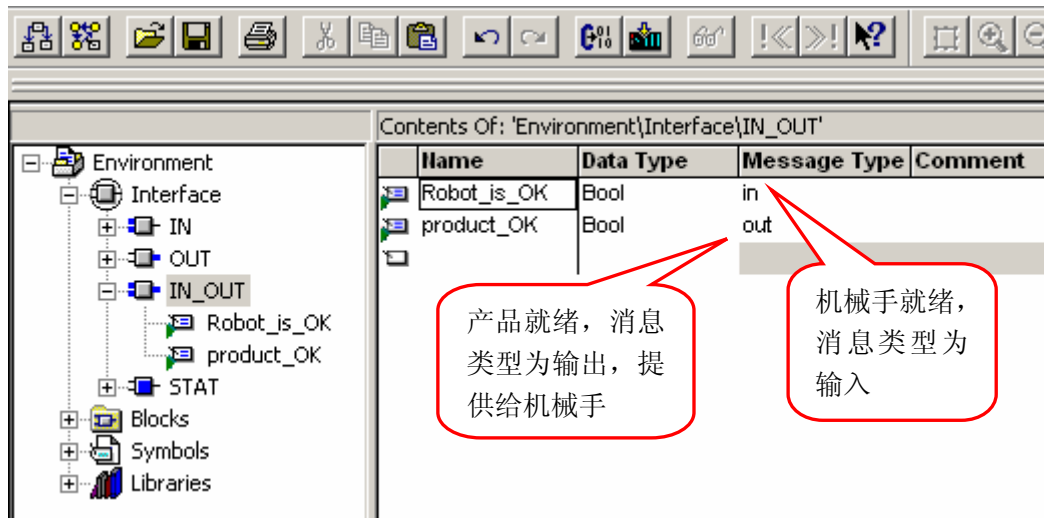 Contents Of: 'Environment\Interface\IN_OUT'
Name Data Type Message Type Comment
Robot_is_OK Bool in
product_OK Bool out
Environment
Interface
IN
OUT
IN_OUT
Robot_is_OK
product_OK
STAT
Blocks
Symbols
Libraries
产品就绪，消息
类型为输出，提
供给机械手
机械手就绪，
消息类型为
输入